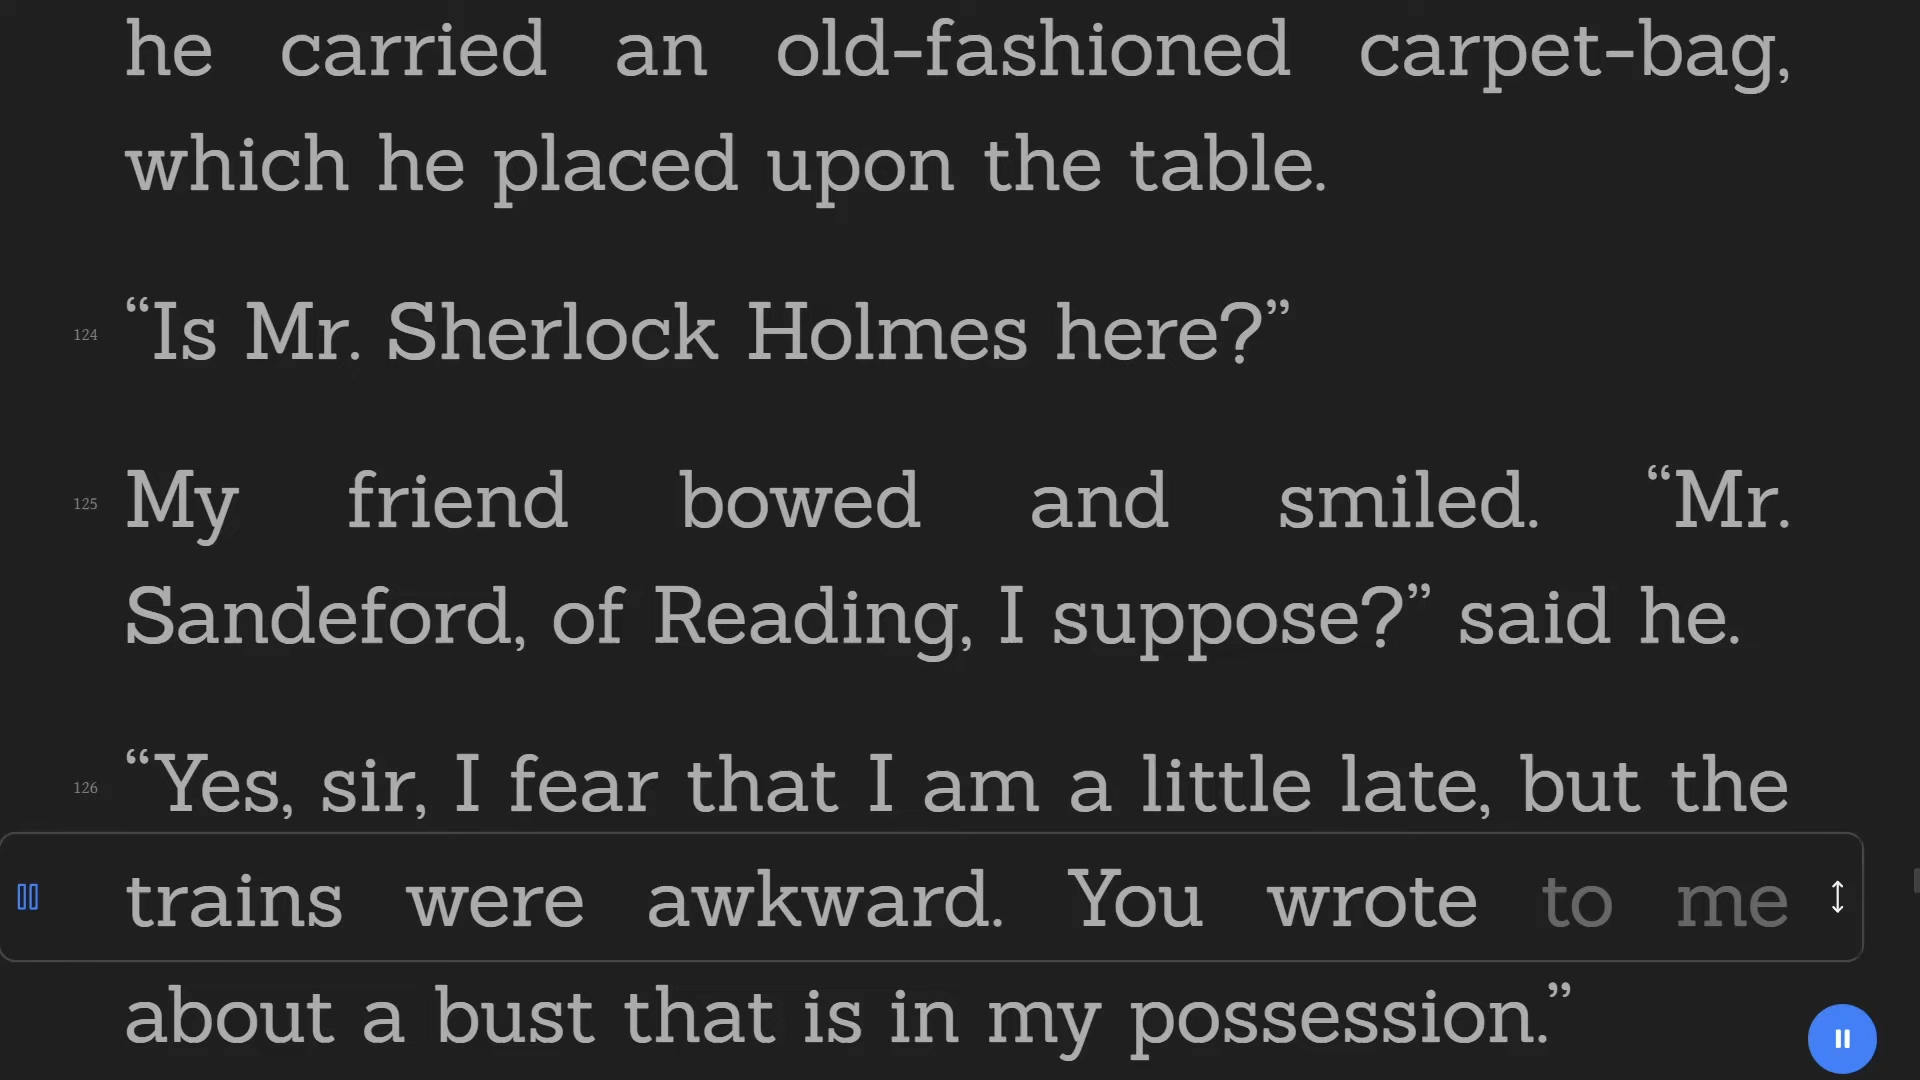 he carried an old-fashioned carpet-bag,
which he placed upon the table.
124 “Is Mr. Sherlock Holmes here?”
125 My friend bowed and smiled. “Mr.
Sandeford, of Reading, I suppose?” said he.
126 “Yes, sir, I fear that I am a little late, but the
trains were awkward. You wrote to me
about a bust that is in my possession.”